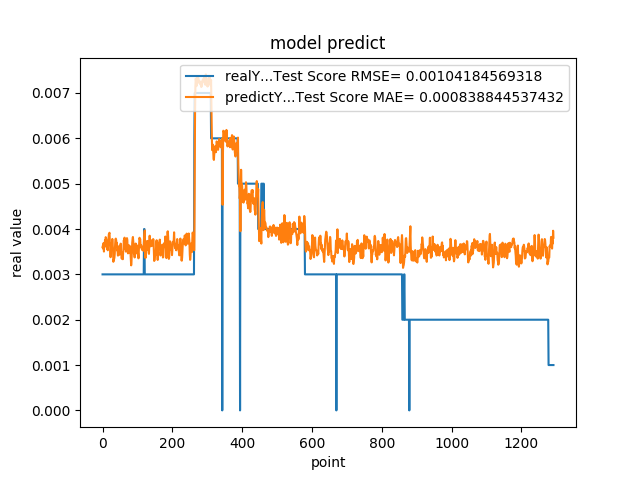 model predict
realY...Test Score RMSE= 0.00104184569318
predictY...Test Score MAE= 0.000838844537432
0.007
0.006
0.005
0.004
0.003
0.002
0.001
0.000
real value
0 200 400 600 800 1000 1200
point